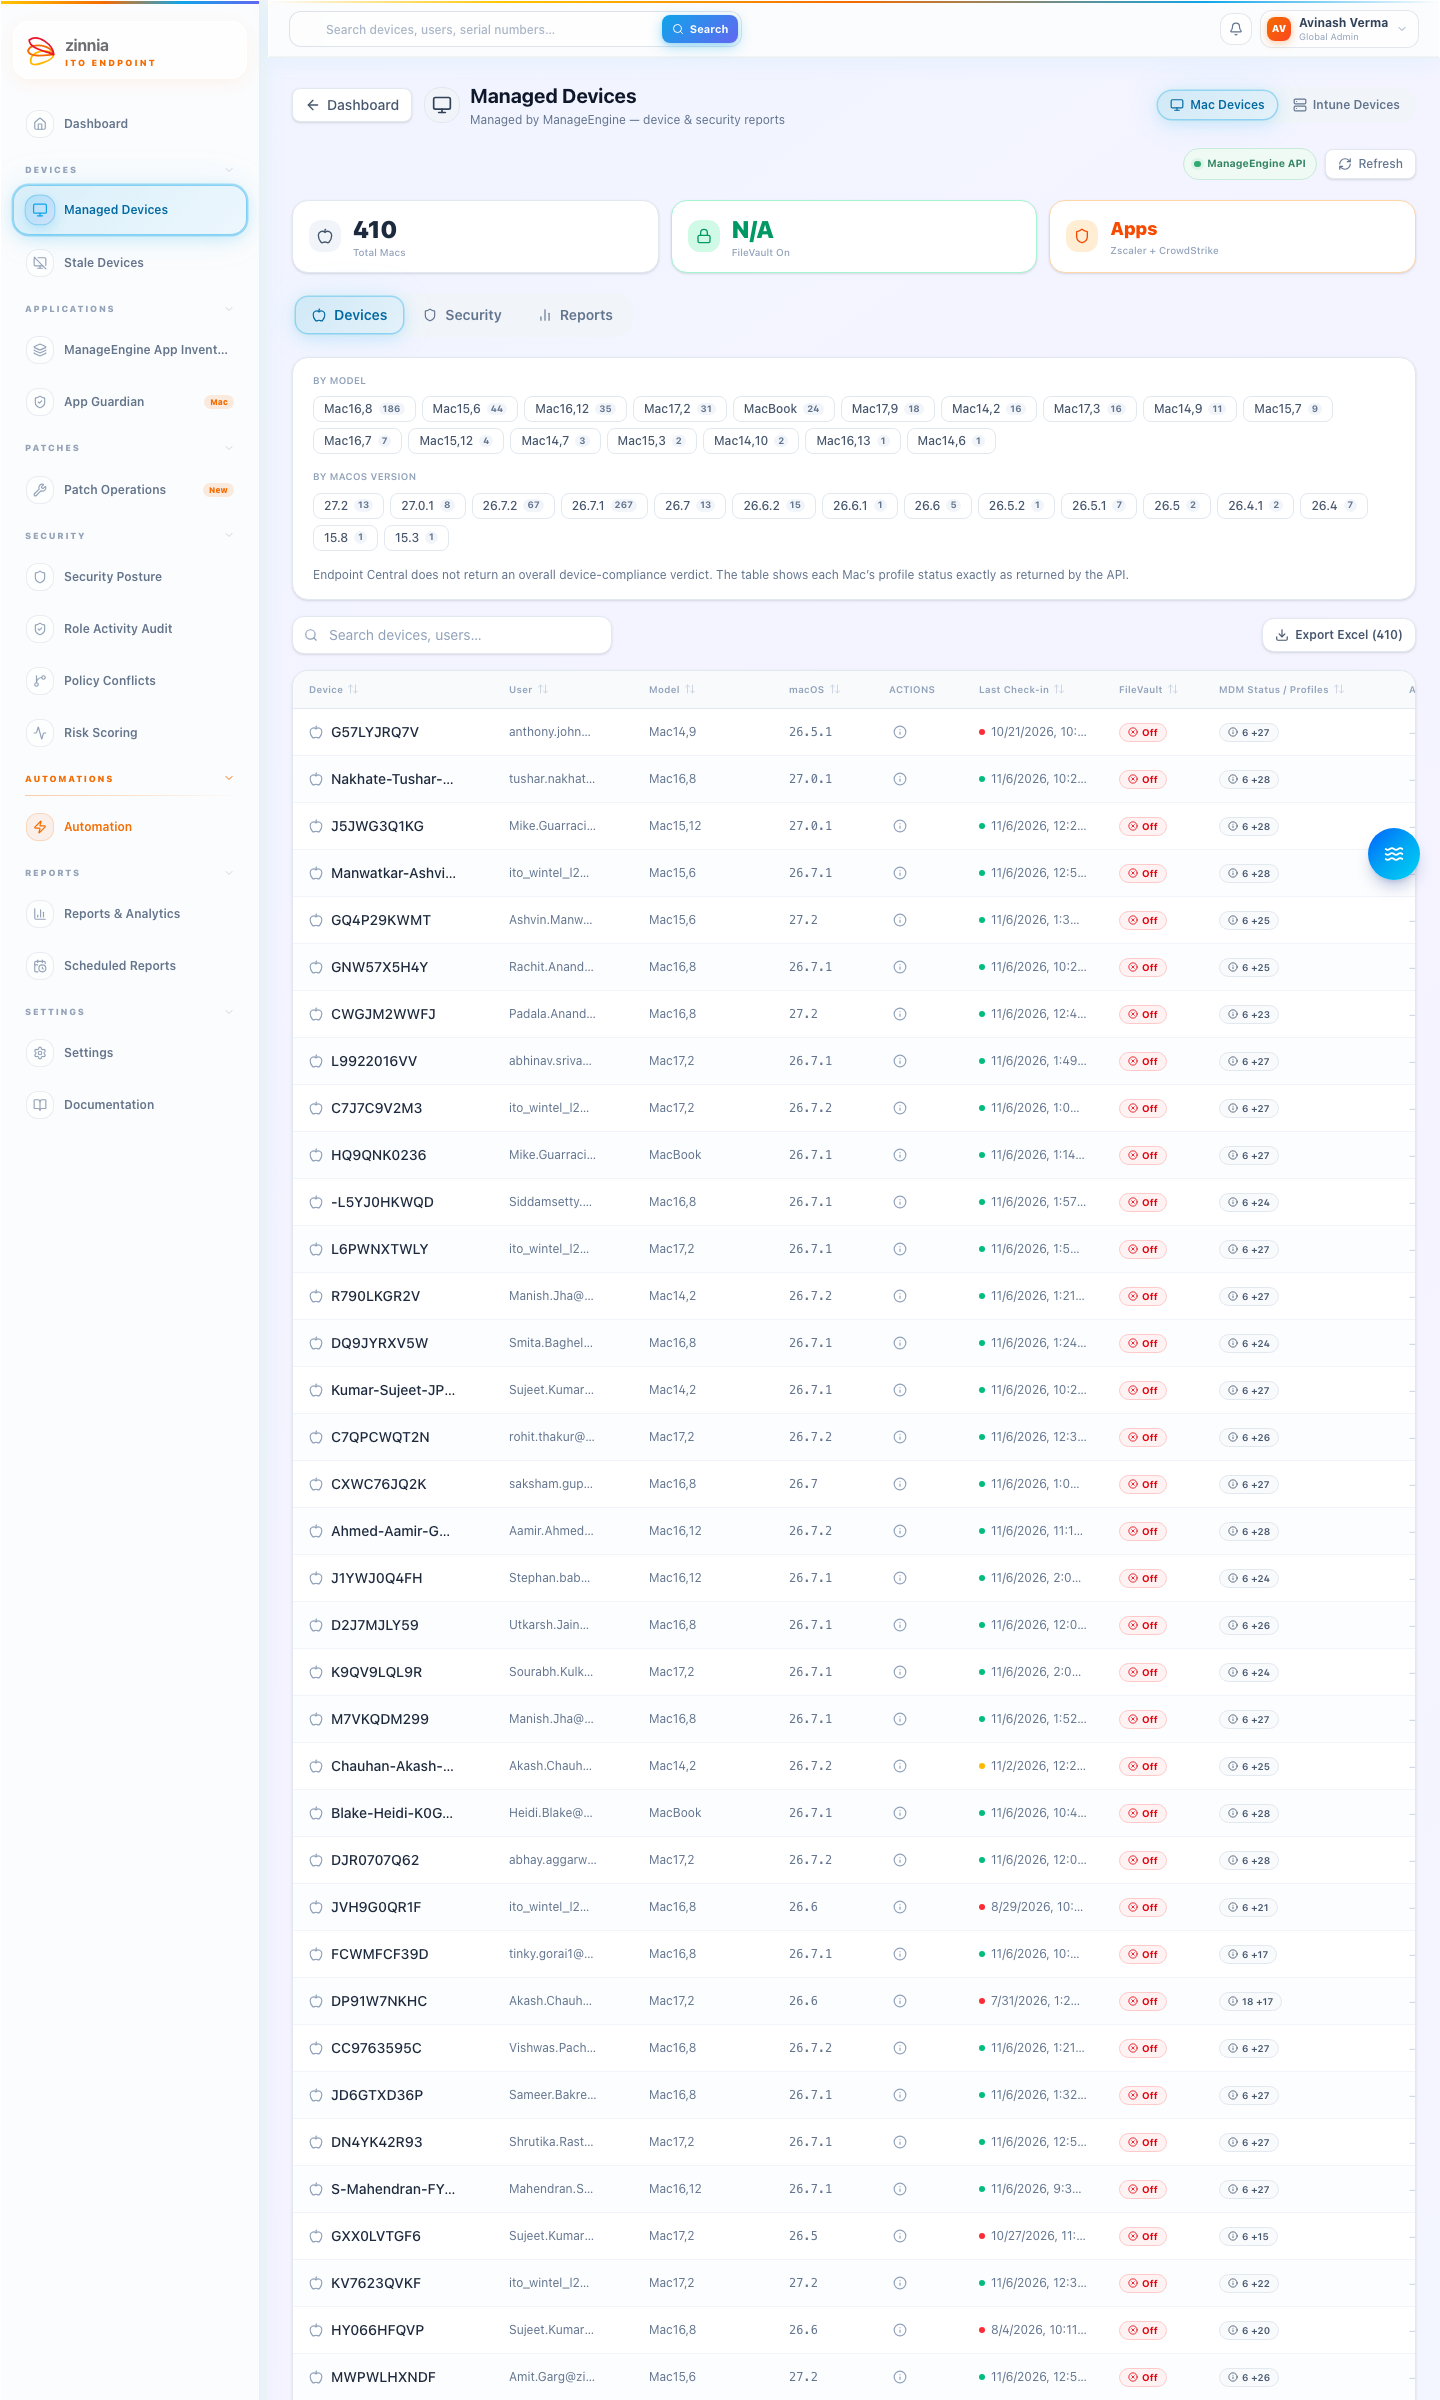 zinnia
ITO ENDPOINT
Search devices, users, serial numbers...
Search
AV
Avinash Verma
Global Admin
Dashboard
DEVICES
Managed Devices
Stale Devices
APPLICATIONS
ManageEngine App Invent...
App Guardian Mac
PATCHES
Patch Operations New
SECURITY
Security Posture
Role Activity Audit
Policy Conflicts
Risk Scoring
AUTOMATIONS
Automation
REPORTS
Reports & Analytics
Scheduled Reports
SETTINGS
Settings
Documentation
Dashboard
Managed Devices
Managed by ManageEngine — device & security reports
Mac Devices Intune Devices
ManageEngine API Refresh
410
Total Macs
N/A
FileVault On
Apps
Zscaler + CrowdStrike
Devices Security Reports
BY MODEL
Mac16,8 186 Mac15,6 44 Mac16,12 35 Mac17,2 31 MacBook 24 Mac17,9 18 Mac14,2 16 Mac17,3 16 Mac14,9 11 Mac15,7 9
Mac16,7 7 Mac15,12 4 Mac14,7 3 Mac15,3 2 Mac14,10 2 Mac16,13 1 Mac14,6 1
BY MACOS VERSION
27.2 13 27.0.1 8 26.7.2 67 26.7.1 267 26.7 13 26.6.2 15 26.6.1 1 26.6 5 26.5.2 1 26.5.1 7 26.5 2 26.4.1 2 26.4 7
15.8 1 15.3 1
Endpoint Central does not return an overall device-compliance verdict. The table shows each Mac's profile status exactly as returned by the API.
Search devices, users...
Export Excel (410)
Device User Model macOS ACTIONS Last Check-in FileVault MDM Status / Profiles A
G57LYJRQ7V anthony.john... Mac14,9 26.5.1 10/21/2026, 10:... Off 6 +27
Nakhate-Tushar-... tushar.nakhat... Mac16,8 27.0.1 11/6/2026, 10:2... Off 6 +28
J5JWG3Q1KG Mike.Guarraci... Mac15,12 27.0.1 11/6/2026, 12:2... Off 6 +28
Manwatkar-Ashvi... ito_wintel_l2... Mac15,6 26.7.1 11/6/2026, 12:5... Off 6 +28
GQ4P29KWMT Ashvin.Manw... Mac15,6 27.2 11/6/2026, 1:3... Off 6 +25
GNW57X5H4Y Rachit.Anand... Mac16,8 26.7.1 11/6/2026, 10:2... Off 6 +25
CWGJM2WWFJ Padala.Anand... Mac16,8 27.2 11/6/2026, 12:4... Off 6 +23
L9922016VV abhinav.sriva... Mac17,2 26.7.1 11/6/2026, 1:49... Off 6 +27
C7J7C9V2M3 ito_wintel_l2... Mac17,2 26.7.2 11/6/2026, 1:0... Off 6 +27
HQ9QNK0236 Mike.Guarraci... MacBook 26.7.1 11/6/2026, 1:14... Off 6 +27
-L5YJ0HKWQD Siddamsetty.... Mac16,8 26.7.1 11/6/2026, 1:57... Off 6 +24
L6PWNXTWLY ito_wintel_l2... Mac17,2 26.7.1 11/6/2026, 1:5... Off 6 +27
R790LKGR2V Manish.Jha@... Mac14,2 26.7.2 11/6/2026, 1:21... Off 6 +27
DQ9JYRXV5W Smita.Baghel... Mac16,8 26.7.1 11/6/2026, 1:24... Off 6 +24
Kumar-Sujeet-JP... Sujeet.Kumar... Mac14,2 26.7.1 11/6/2026, 10:2... Off 6 +27
C7QPCWQT2N rohit.thakur@... Mac17,2 26.7.2 11/6/2026, 12:3... Off 6 +26
CXWC76JQ2K saksham.gup... Mac16,8 26.7 11/6/2026, 1:0... Off 6 +27
Ahmed-Aamir-G... Aamir.Ahmed... Mac16,12 26.7.2 11/6/2026, 11:1... Off 6 +28
J1YWJ0Q4FH Stephan.bab... Mac16,12 26.7.1 11/6/2026, 2:0... Off 6 +24
D2J7MJLY59 Utkarsh.Jain... Mac16,8 26.7.1 11/6/2026, 12:0... Off 6 +26
K9QV9LQL9R Sourabh.Kulk... Mac17,2 26.7.1 11/6/2026, 2:0... Off 6 +24
M7VKQDM299 Manish.Jha@... Mac16,8 26.7.1 11/6/2026, 1:52... Off 6 +27
Chauhan-Akash-... Akash.Chauh... Mac14,2 26.7.2 11/2/2026, 12:2... Off 6 +25
Blake-Heidi-K0G... Heidi.Blake@... MacBook 26.7.1 11/6/2026, 10:4... Off 6 +28
DJR0707Q62 abhay.aggarw... Mac17,2 26.7.2 11/6/2026, 12:0... Off 6 +28
JVH9G0QR1F ito_wintel_l2... Mac16,8 26.6 8/29/2026, 10:... Off 6 +21
FCWMFCF39D tinky.gorai1@... Mac16,8 26.7.1 11/6/2026, 10:... Off 6 +17
DP91W7NKHC Akash.Chauh... Mac17,2 26.6 7/31/2026, 1:2... Off 18 +17
CC9763595C Vishwas.Pach... Mac16,8 26.7.2 11/6/2026, 1:21... Off 6 +27
JD6GTXD36P Sameer.Bakre... Mac16,8 26.7.1 11/6/2026, 1:32... Off 6 +27
DN4YK42R93 Shrutika.Rast... Mac17,2 26.7.1 11/6/2026, 12:5... Off 6 +27
S-Mahendran-FY... Mahendran.S... Mac16,12 26.7.1 11/6/2026, 9:3... Off 6 +27
GXX0LVTGF6 Sujeet.Kumar... Mac17,2 26.5 10/27/2026, 11:... Off 6 +15
KV7623QVKF ito_wintel_l2... Mac17,2 27.2 11/6/2026, 12:3... Off 6 +22
HY066HFQVP Sujeet.Kumar... Mac16,8 26.6 8/4/2026, 10:11... Off 6 +20
MWPWLHXNDF Amit.Garg@zi... Mac15,6 27.2 11/6/2026, 12:5... Off 6 +26